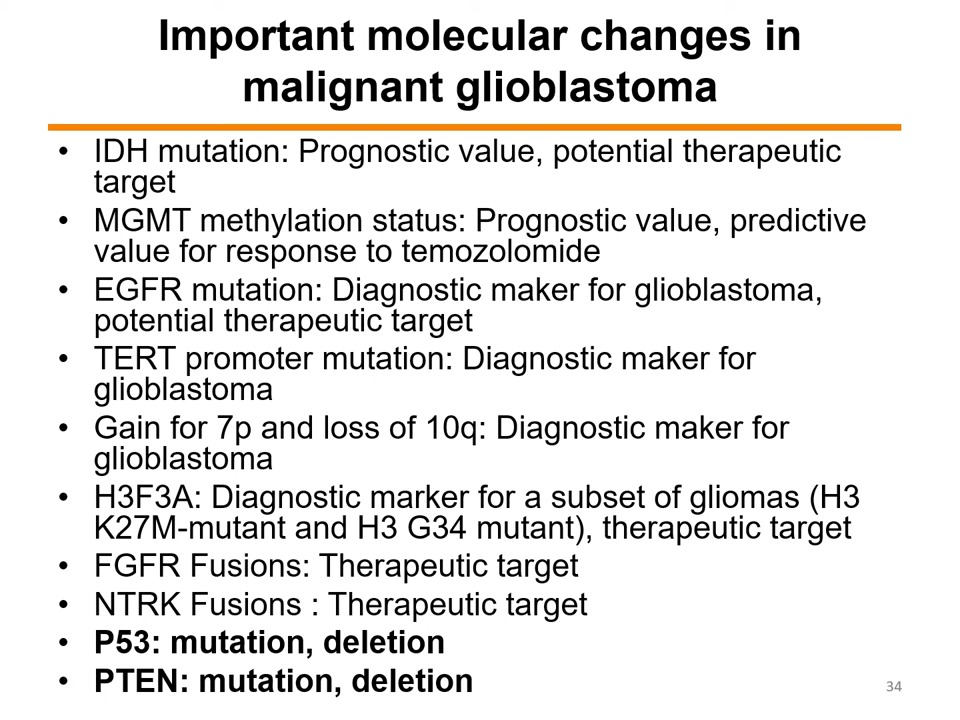 Important molecular changes in
malignant glioblastoma
• IDH mutation: Prognostic value, potential therapeutic
target
• MGMT methylation status: Prognostic value, predictive
value for response to temozolomide
• EGFR mutation: Diagnostic maker for glioblastoma,
potential therapeutic target
• TERT promoter mutation: Diagnostic maker for
glioblastoma
• Gain for 7p and loss of 10q: Diagnostic maker for
glioblastoma
• H3F3A: Diagnostic marker for a subset of gliomas (H3
K27M-mutant and H3 G34 mutant), therapeutic target
• FGFR Fusions: Therapeutic target
• NTRK Fusions : Therapeutic target
• P53: mutation, deletion
• PTEN: mutation, deletion
34